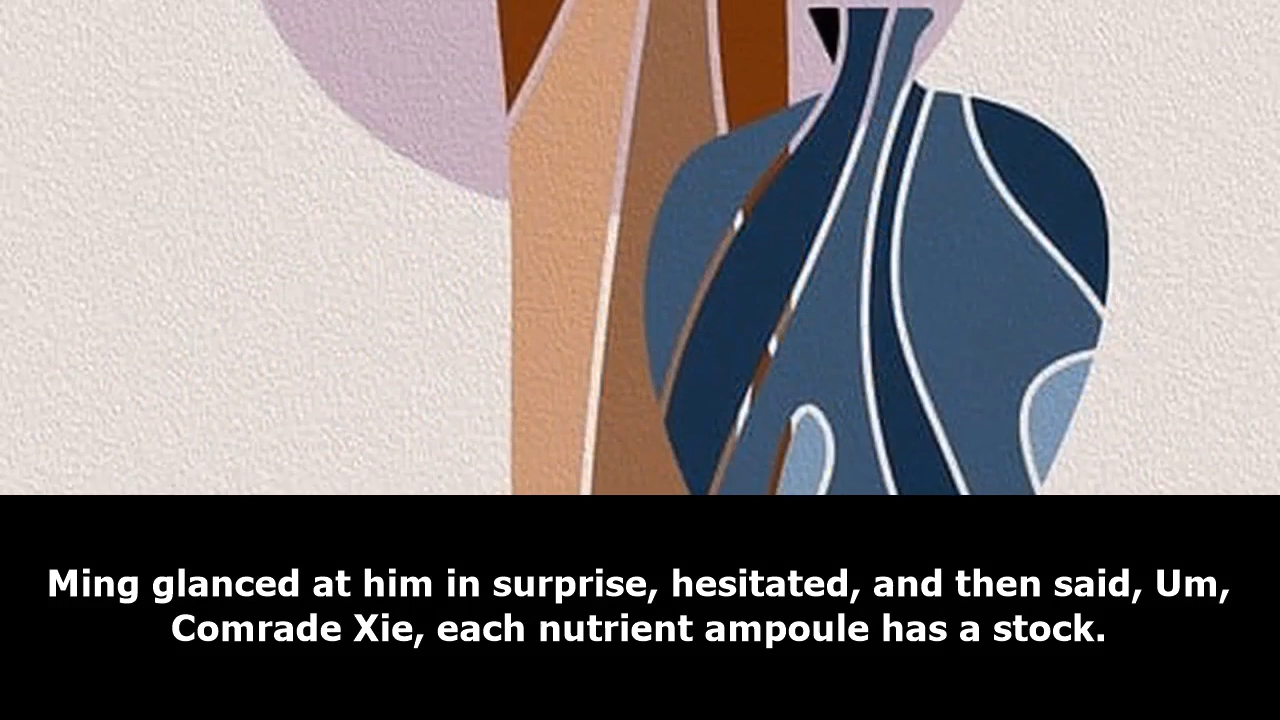 Ming glanced at him in surprise, hesitated, and then said, Um,
Comrade Xie, each nutrient ampoule has a stock.